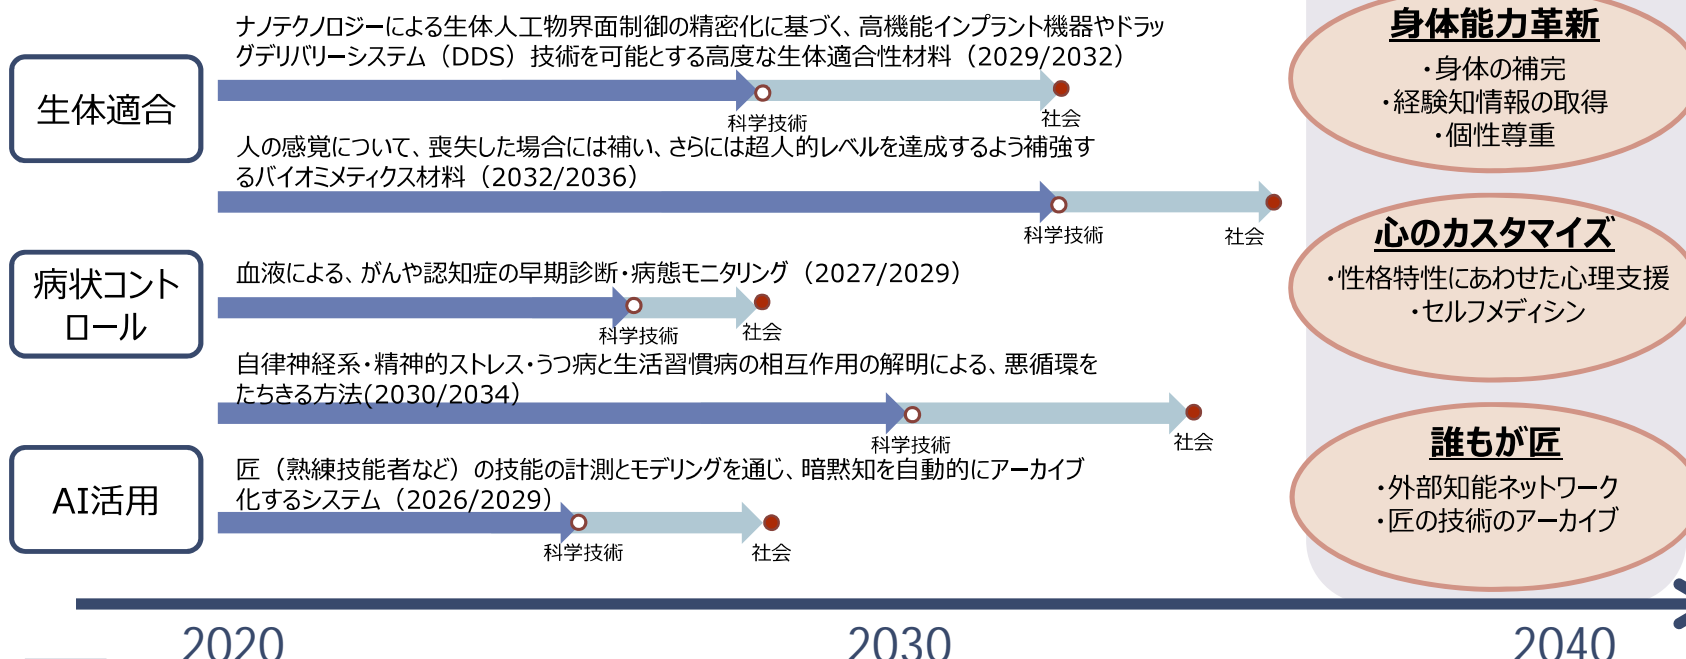 ナノテクノロジーによる生体人工物界面制御の精密化に基づく、高機能インプラント機器やドラッ
グデリバリーシステム（DDS）技術を可能とする高度な生体適合性材料（2029/2032）
生体適合
科学技術
社会
人の感覚について、喪失した場合には補い、さらには超人的レベルを達成するよう補強す
るバイオミメティクス材料（2032/2036）
科学技術
社会
病状コント
ロール
血液による、がんや認知症の早期診断・病態モニタリング（2027/2029）
科学技術
社会
自律神経系・精神的ストレス・うつ病と生活習慣病の相互作用の解明による、悪循環を
たちきる方法(2030/2034）
科学技術
社会
AI活用
匠（熟練技能者など）の技能の計測とモデリングを通じ、暗黙知を自動的にアーカイブ
化するシステム（2026/2029）
科学技術
社会
身体能力革新
・身体の補完
・経験知情報の取得
・個性尊重
心のカスタマイズ
・性格特性にあわせた心理支援
・セルフメディシン
誰もが匠
・外部知能ネットワーク
・匠の技術のアーカイブ
2020
2030
2040